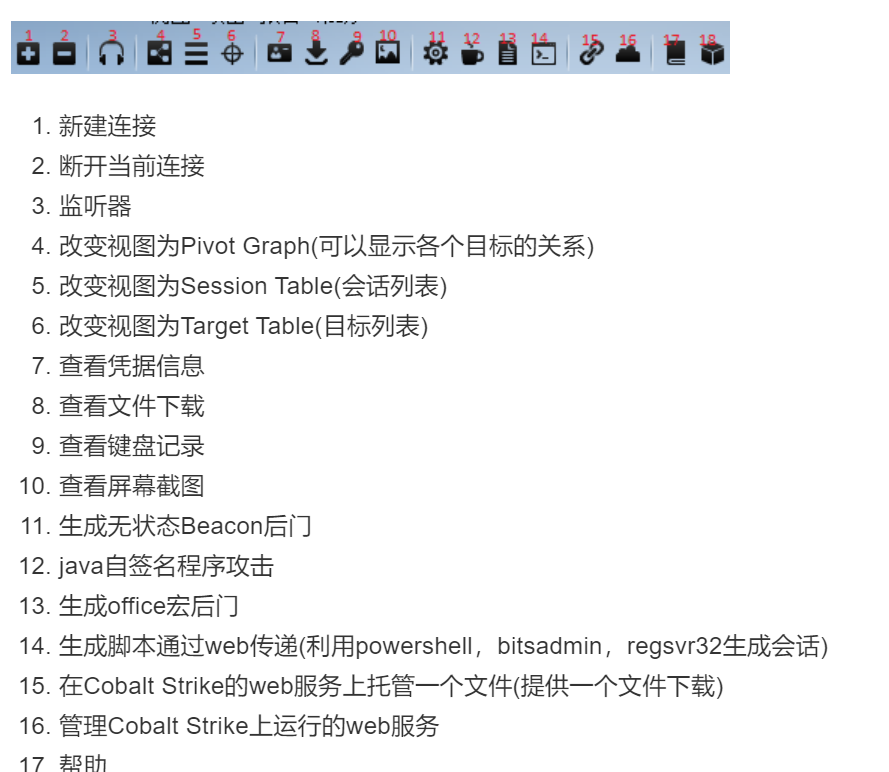 1 2 3 4 5 6 7 8 9 10 11 12 13 14 15 16 17 18
1. 新建连接
2. 断开当前连接
3. 监听器
4. 改变视图为Pivot Graph(可以显示各个目标的关系)
5. 改变视图为Session Table(会话列表)
6. 改变视图为Target Table(目标列表)
7. 查看凭据信息
8. 查看文件下载
9. 查看键盘记录
10. 查看屏幕截图
11. 生成无状态Beacon后门
12. java自签名程序攻击
13. 生成office宏后门
14. 生成脚本通过web传递(利用powershell，bitsadmin，regsvr32生成会话)
15. 在Cobalt Strike的web服务上托管一个文件(提供一个文件下载)
16. 管理Cobalt Strike上运行的web服务
17. 帮助